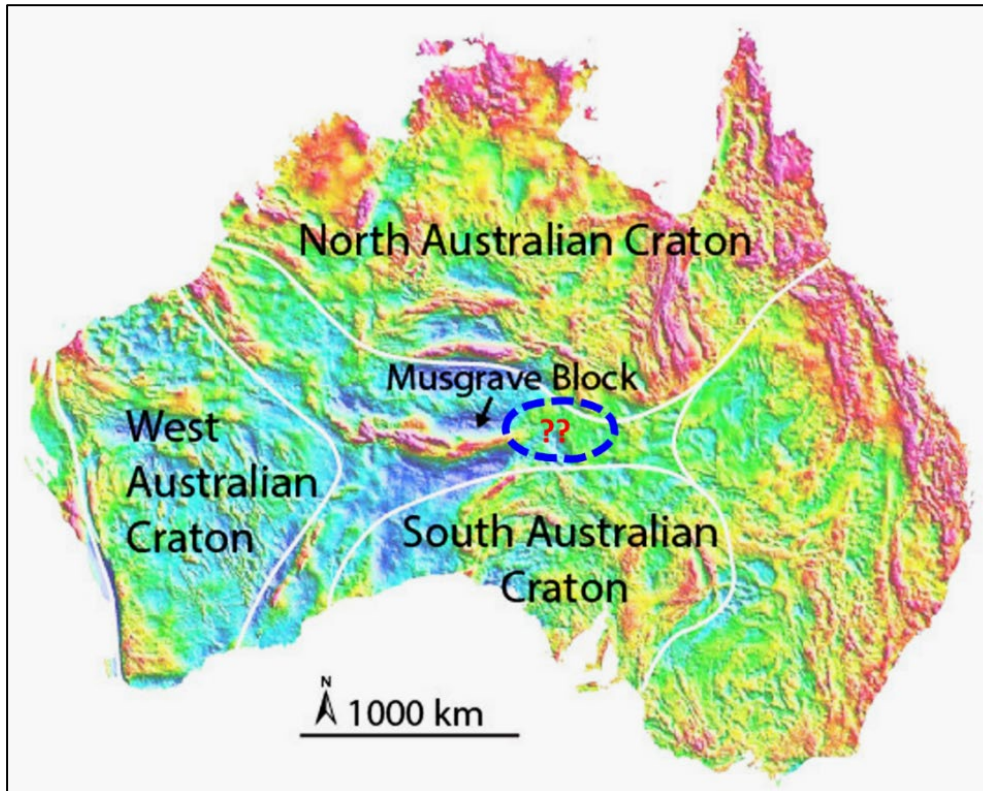 North Australian Craton
Musgrave Block
??
West
Australian
Craton
South Australian
Craton
N
1000 km